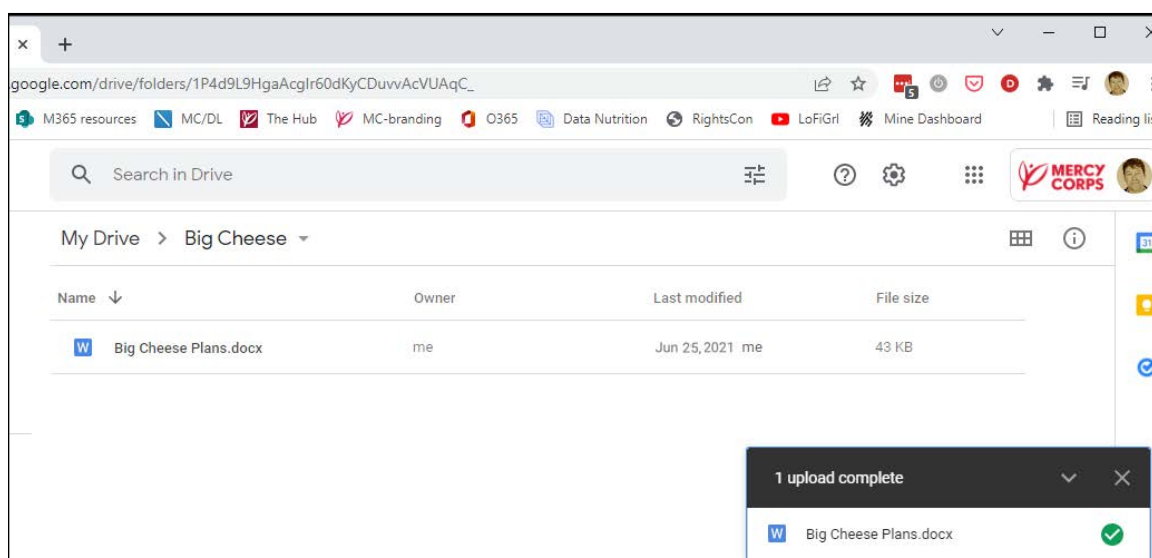 .google.com/drive/folders/1P4d9L9HgaAcgIr60dKyCDuvvAcVUAqC_
5
D
M365 resources MC/DL The Hub MC-branding O365 Data Nutrition RightsCon LoFiGrl Mine Dashboard Reading lis
Search in Drive
MERCY
CORPS
My Drive > Big Cheese
31
Name Owner Last modified File size
W Big Cheese Plans.docx me Jun 25, 2021 me 43 KB
1 upload complete
W Big Cheese Plans.docx